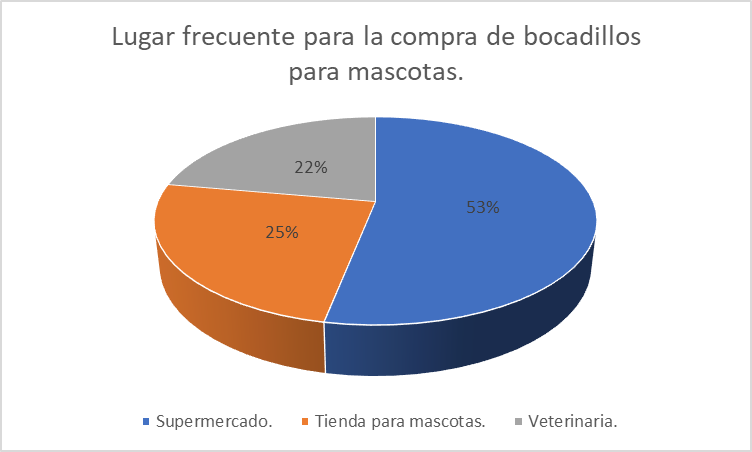 Lugar frecuente para la compra de bocadillos
para mascotas.
22%
53%
25%
Supermercado. Tienda para mascotas. Veterinaria.